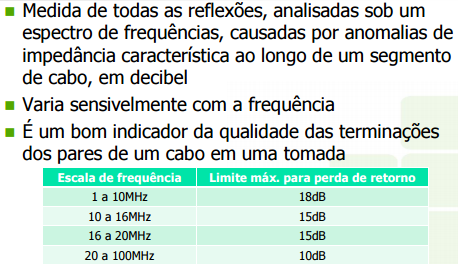 Medida de todas as reflexões, analisadas sob um
espectro de frequências, causadas por anomalias de
impedância característica ao longo de um segmento
de cabo, em decibel
Varia sensivelmente com a frequência
É um bom indicador da qualidade das terminações
dos pares de um cabo em uma tomada
Escala de frequência Limite máx. para perda de retorno
1 a 10MHz 18dB
10 a 16MHz 15dB
16 a 20MHz 15dB
20 a 100MHz 10dB